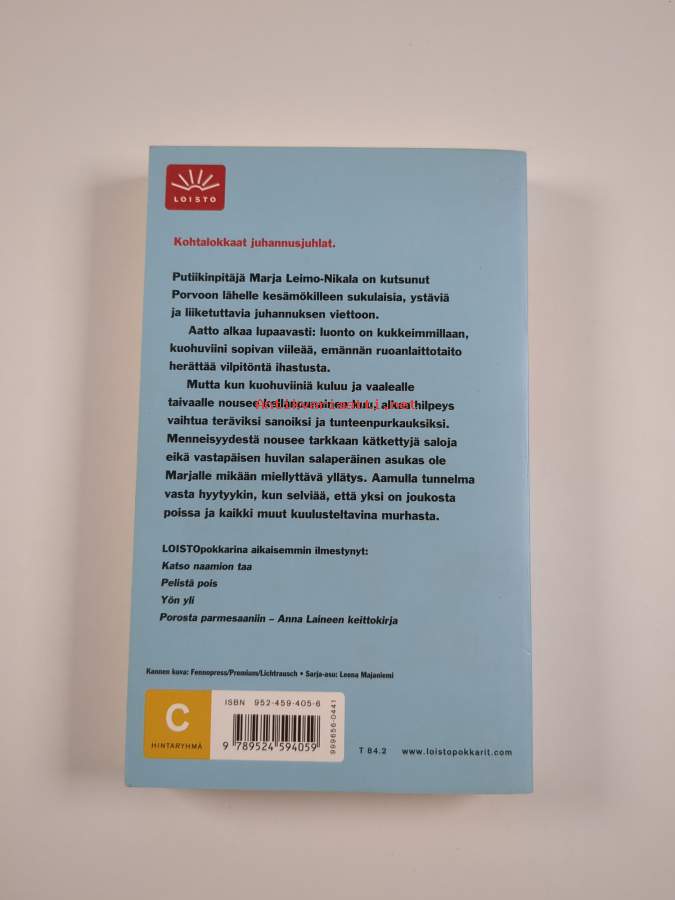 LOISTO
Kohtalokkaat juhannusjuhlat.
Putiikinpitäjä Marja Leimo-Nikala on kutsunut
Porvoon lähelle kesämökilleen sukulaisia, ystäviä
ja liiketuttavia juhannuksen viettoon.
Aatto alkaa lupaavasti: luonto on kukkeimmillaan,
kuohuviini sopivan viileää, emännän ruoanlaittotaito
herättää vilpitöntä ihastusta.
Mutta kun kuohuviiniä kuluu ja vaalealle
taivaalle nousee kuu, alkaa hilpeys
Antikvariaatti.net
vaihtua teräviksi sanoiksi ja tunteenpurkauksiksi.
Menneisyydestä nousee tarkkaan kätkettyjä saloja
eikä vastapäisen huvilan salaperäinen asukas ole
Marjalle mikään miellyttävä yllätys. Aamulla tunnelma
vasta hyytyykin, kun selviää, että yksi on joukosta
poissa ja kaikki muut kuulusteltavina murhasta.
LOISTOpokkarina aikaisemmin ilmestynyt:
Katso naamion taa
Pelistä pois
Yön yli
Porosta parmesaaniin – Anna Laineen keittokirja
Kannen kuva: Fennopress/Premium/Lichtrausch • Sarja-asu: Leena Majaniemi
C
HINTARYHMÄ
ISBN 952-459-405-6
9 789524 594059
999656-0441
T 84.2
www.loistopokkarit.com